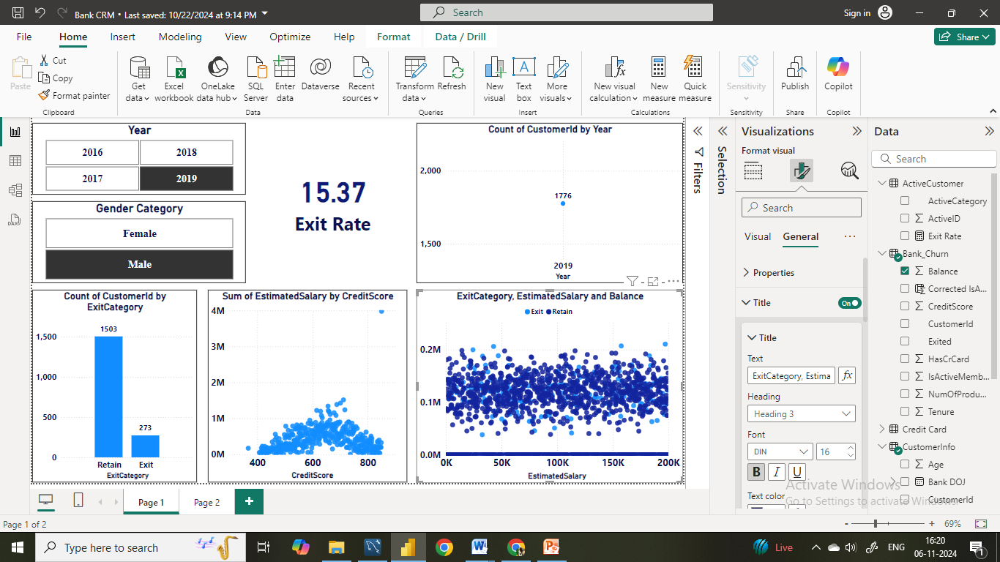 Bank CRM • Last saved: 10/22/2024 at 9:14 PM
Search
Sign in
File Home Insert Modeling View Optimize Help Format Data / Drill
Share
Paste
Cut
Copy
Format painter
Get data
Excel workbook
OneLake data hub
SQL Server
Enter data
Dataverse
Recent sources
Transform data
Refresh
New visual
Text box
More visuals
New visual calculation
New measure
Quick measure
Sensitivity
Publish
Copilot
Clipboard Data Queries Insert Calculations Sensitivity Share Copilot
Year
2016 2018
2017 2019
Gender Category
Female
Male
15.37
Exit Rate
Count of CustomerId by Year
2,000
1776
1,500
2019
Year
Count of CustomerId by
ExitCategory
1503
1,500
1,000
500
273
0
Retain Exit
ExitCategory
Sum of EstimatedSalary by CreditScore
4M
3M
2M
1M
0M
400 600 800
CreditScore
ExitCategory, EstimatedSalary and Balance
Exit Retain
0.2M
0.1M
0.0M
0K 50K 100K 150K 200K
EstimatedSalary
Filters
Selection
Visualizations
Format visual
Search
Visual General
Properties
Title On
Title
Text
ExitCategory, Estima
fx
Heading
Heading 3
Font
DIN 16
B I U
Text color
Data
Search
ActiveCustomer
ActiveCategory
ActiveID
Exit Rate
Bank_Churn
Balance
Corrected IsA...
CreditScore
CustomerId
Exited
HasCrCard
IsActiveMemb...
NumOfProdu...
Tenure
Credit Card
CustomerInfo
Age
Bank DOJ
CustomerId
Activate Windows
Go to Settings to activate Windows.
Page 1 Page 2 +
Page 1 of 2
- + 69%
Type here to search
Live
ENG
16:20
06-11-2024
1